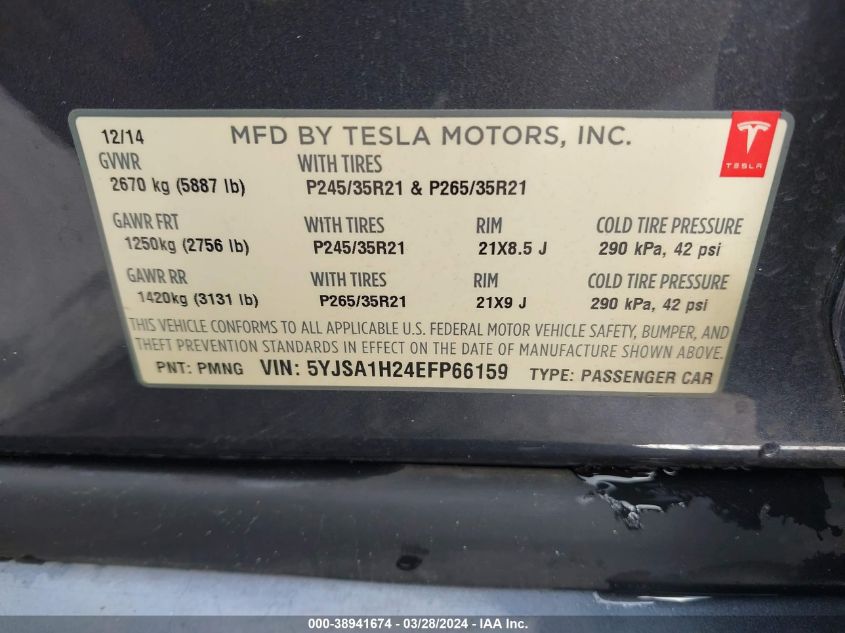 12/14 MFD BY TESLA MOTORS, INC.
TESLA
GVWR WITH TIRES
2670 kg (5887 lb) P245/35R21 & P265/35R21
GAWR FRT WITH TIRES RIM COLD TIRE PRESSURE
1250kg (2756 lb) P245/35R21 21X8.5 J 290 kPa, 42 psi
GAWR RR WITH TIRES RIM COLD TIRE PRESSURE
1420kg (3131 lb) P265/35R21 21X9 J 290 kPa, 42 psi
THIS VEHICLE CONFORMS TO ALL APPLICABLE U.S. FEDERAL MOTOR VEHICLE SAFETY, BUMPER, AND
THEFT PREVENTION STANDARDS IN EFFECT ON THE DATE OF MANUFACTURE SHOWN ABOVE.
PNT: PMNG VIN: 5YJSA1H24EFP66159 TYPE: PASSENGER CAR
000-38941674 - 03/28/2024 - IAA Inc.